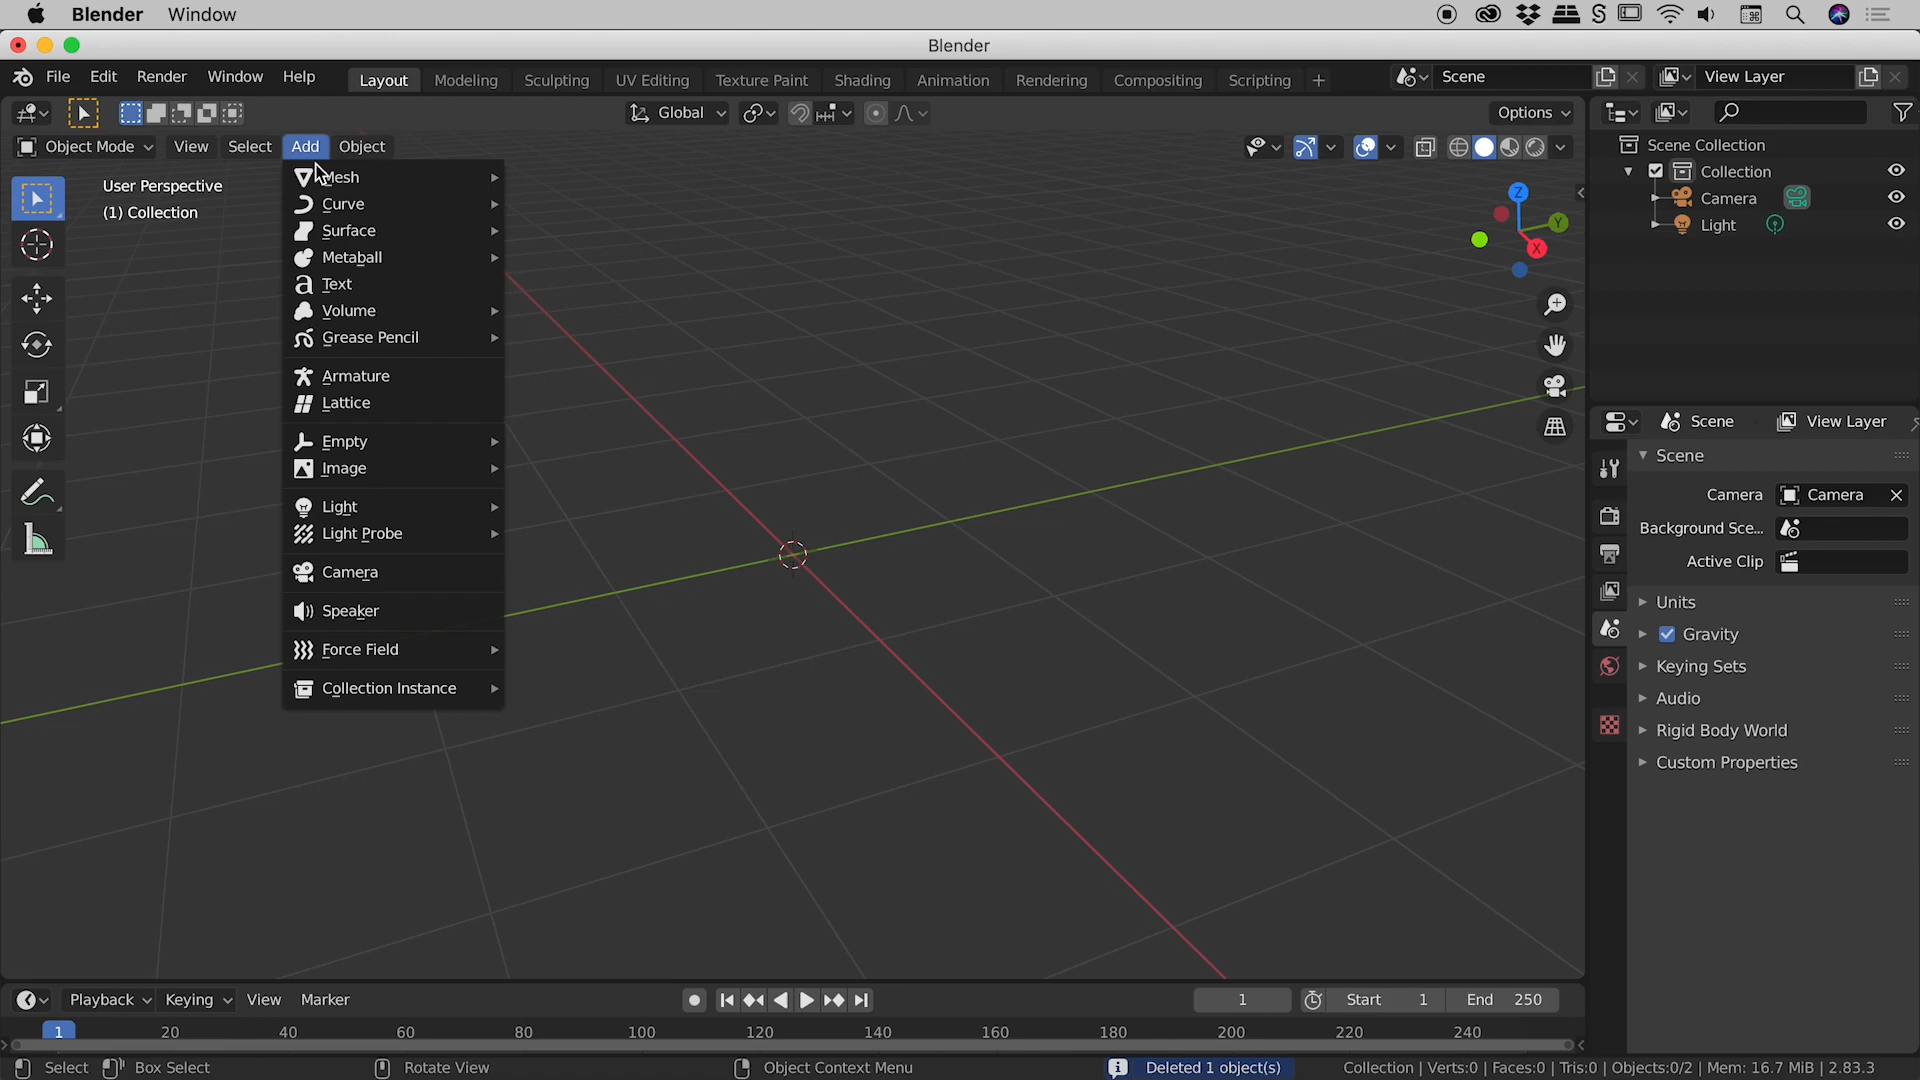 Blender Window
Blender
File Edit Render Window Help Layout Modeling Sculpting UV Editing Texture Paint Shading Animation Rendering Compositing Scripting + Scene View Layer
Global Options
Object Mode View Select Add Object
Scene Collection
Collection
Camera
Light
User Perspective
(1) Collection
Mesh
Curve
Surface
Metaball
Text
Volume
Grease Pencil
Armature
Lattice
Empty
Image
Light
Light Probe
Camera
Speaker
Force Field
Collection Instance
Z
Y
X
Scene View Layer
Scene
Camera Camera
Background Sce...
Active Clip
Units
Gravity
Keying Sets
Audio
Rigid Body World
Custom Properties
Playback Keying View Marker 1 Start 1 End 250
1 20 40 60 80 100 120 140 160 180 200 220 240
Select Box Select Rotate View Object Context Menu Deleted 1 object(s) Collection | Verts:0 | Faces:0 | Tris:0 | Objects:0/2 | Mem: 16.7 MiB | 2.83.3